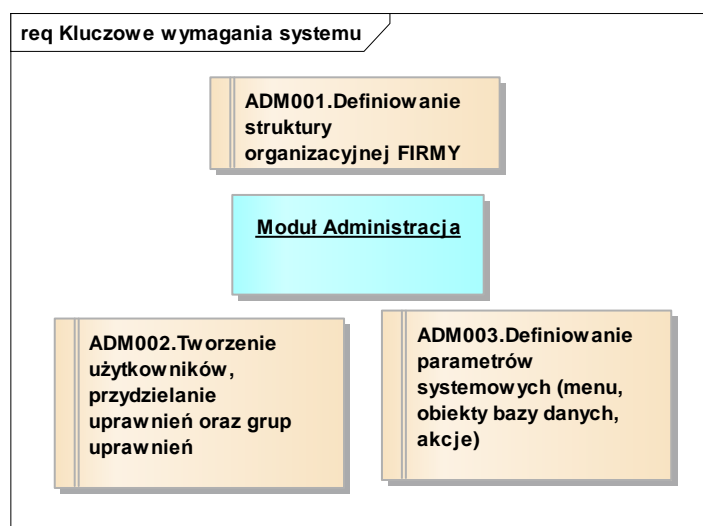 req Kluczowe wymagania systemu
ADM001.Definiowanie
struktury
organizacyjnej FIRMY
Moduł Administracja
ADM002.Tworzenie
użytkowników,
przydzielanie
uprawnień oraz grup
uprawnień
ADM003.Definiowanie
parametrów
systemowych (menu,
obiekty bazy danych,
akcje)